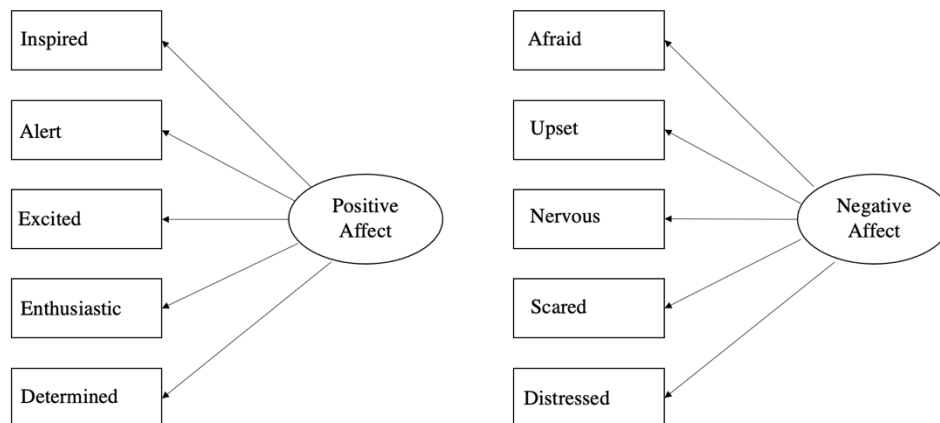 Inspired
Alert
Excited
Enthusiastic
Determined
Positive
Affect
Afraid
Upset
Nervous
Scared
Distressed
Negative
Affect